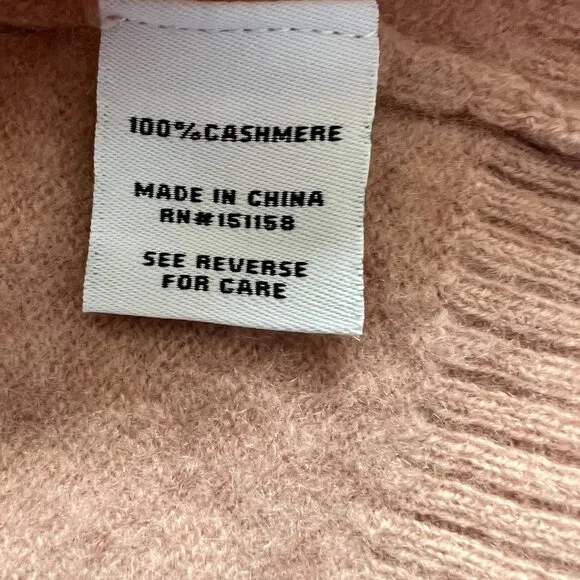 100%CASHMERE
MADE IN CHINA
RN#151158
SEE REVERSE
FOR CARE